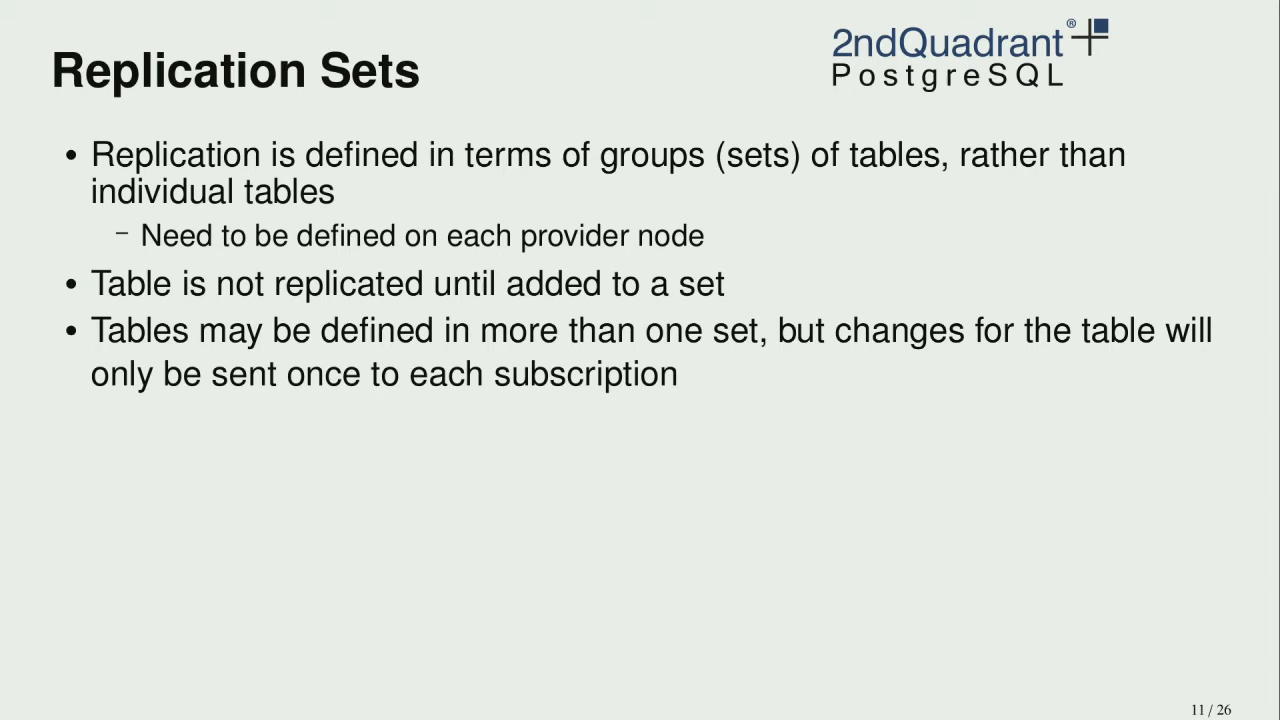 Replication Sets
2ndQuadrant®
PostgreSQL
• Replication is defined in terms of groups (sets) of tables, rather than
individual tables
– Need to be defined on each provider node
• Table is not replicated until added to a set
• Tables may be defined in more than one set, but changes for the table will
only be sent once to each subscription
11 / 26